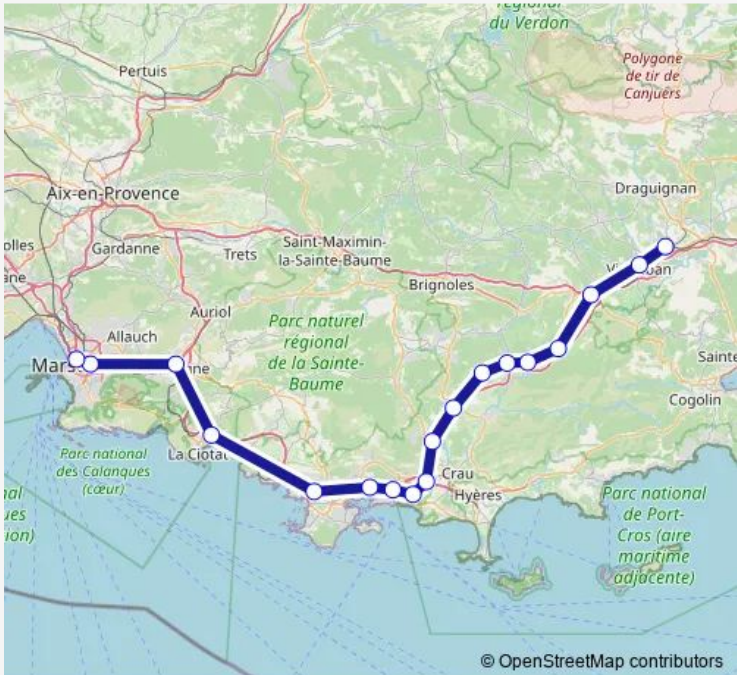 régional
du Verdon
Pertuis
Polygone
de tir de
Canjuers
Draguignan
Aix-en-Provence
Gardanne
Trets
Saint-Maximin-
la-Sainte-Baume
Brignoles
Auriol
Allauch
Parc naturel
régional
de la Sainte-
Baume
Cogolin
La Ciotat
Parc national
des Calanques
(cœur)
Crau
Hyères
Parc national
de Port-
Cros (aire
maritime
adjacente)
© OpenStreetMap contributors